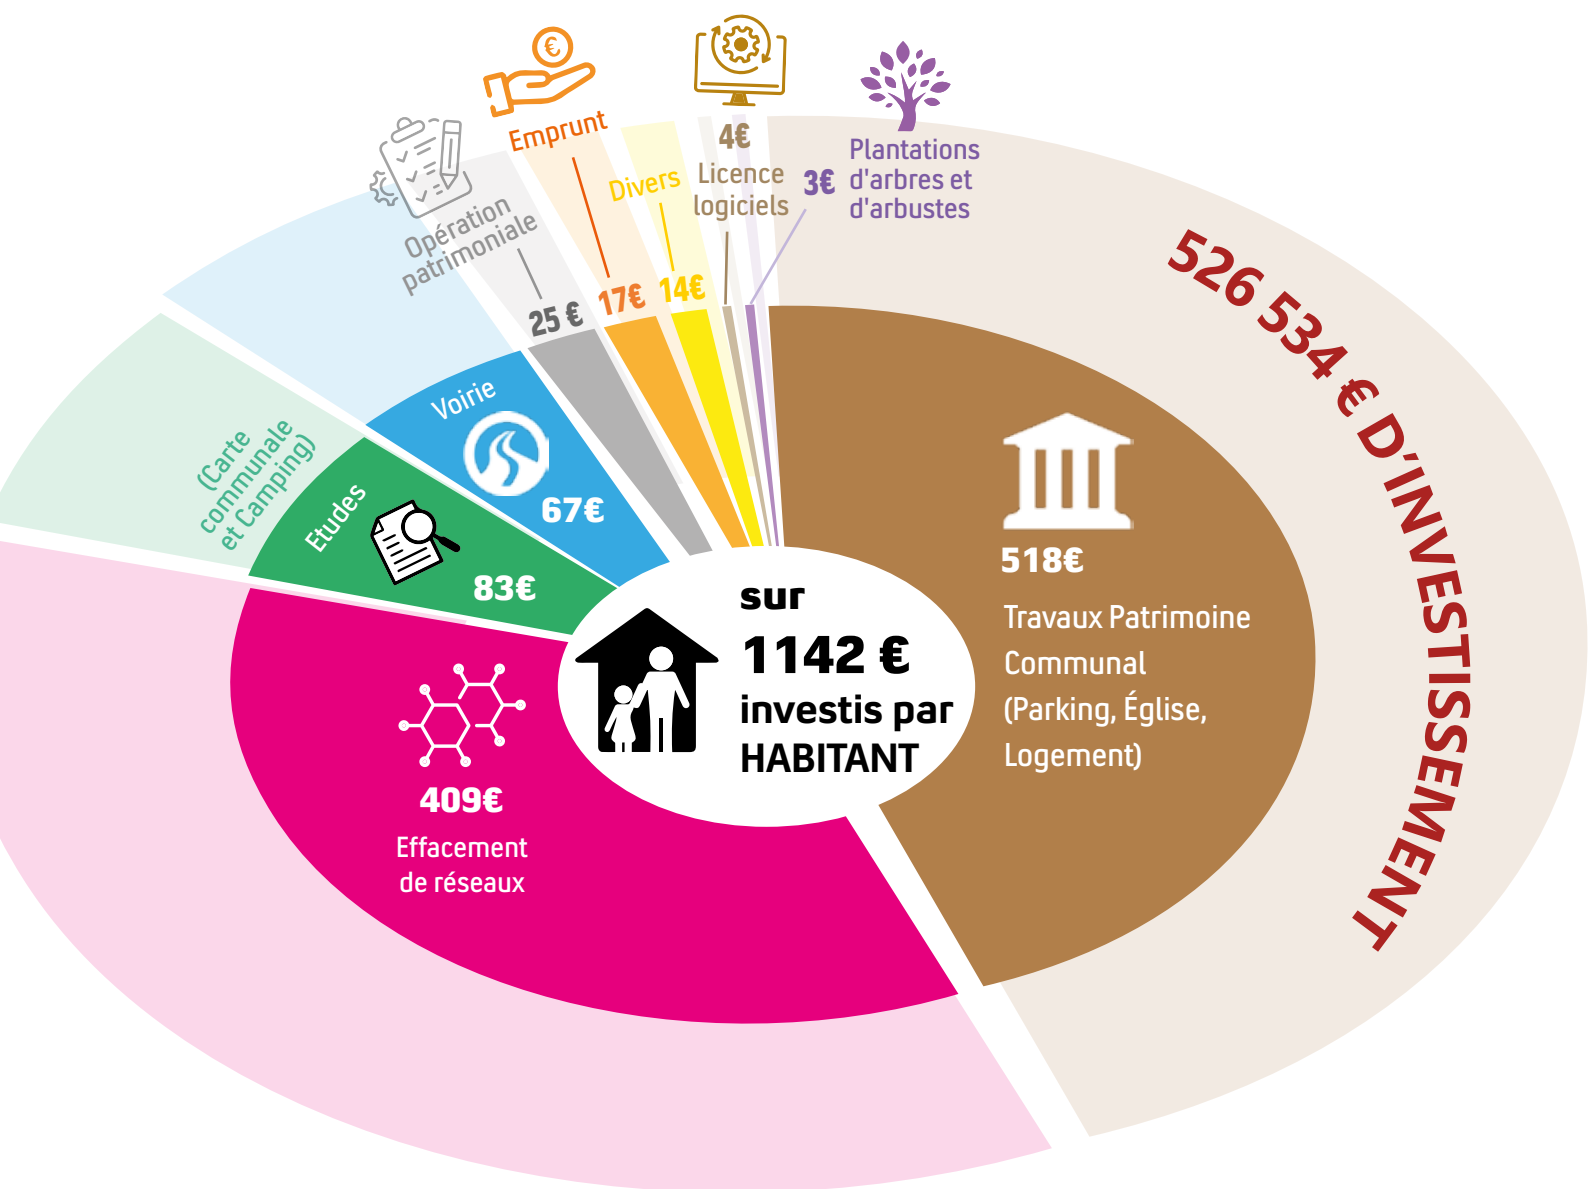 €
Emprunt
17€
Divers
14€
4€
Licence
logiciels
3€
Plantations
d'arbres et
d'arbustes
Opération
patrimoniale
25 €
526 534 € D'INVESTISSEMENT
Voirie
67€
(Carte
communale
et Camping)
Etudes
83€
518€
Travaux Patrimoine
Communal
(Parking, Église,
Logement)
sur
1142 €
investis par
HABITANT
409€
Effacement
de réseaux